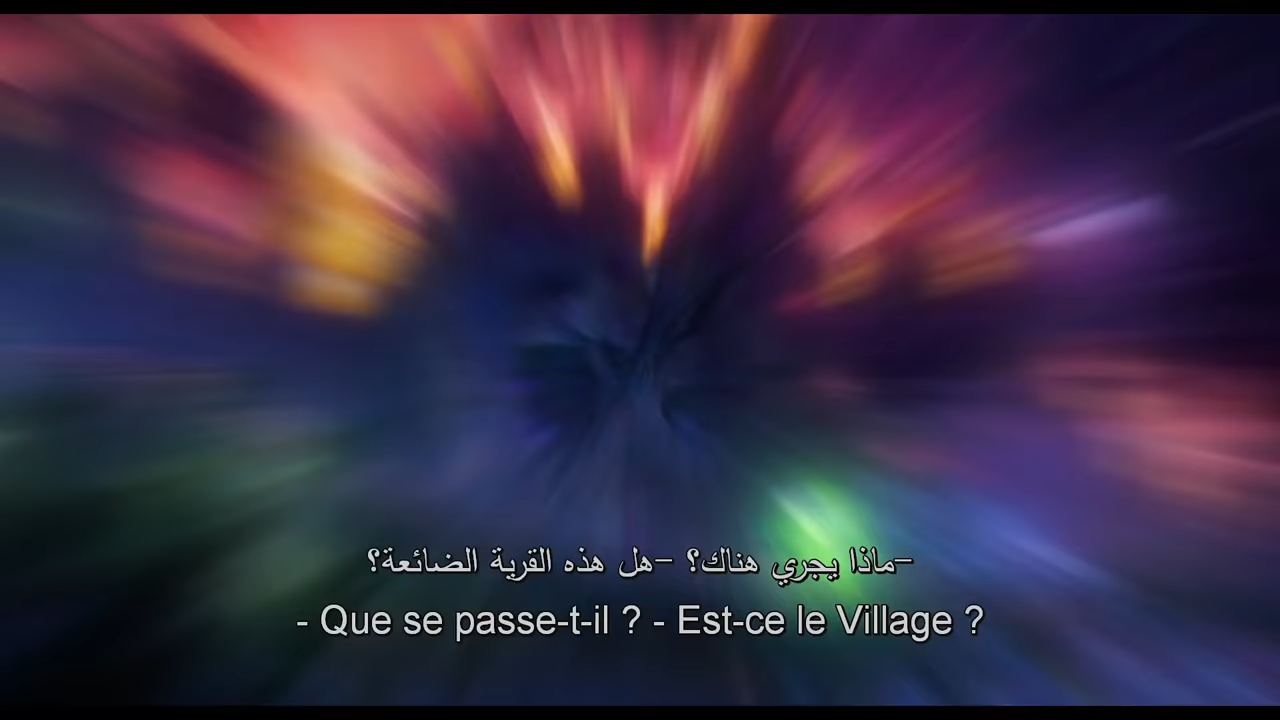 –ماذا يجري هناك؟ –هل هذه القرية الضائعة؟
- Que se passe-t-il ? - Est-ce le Village ?